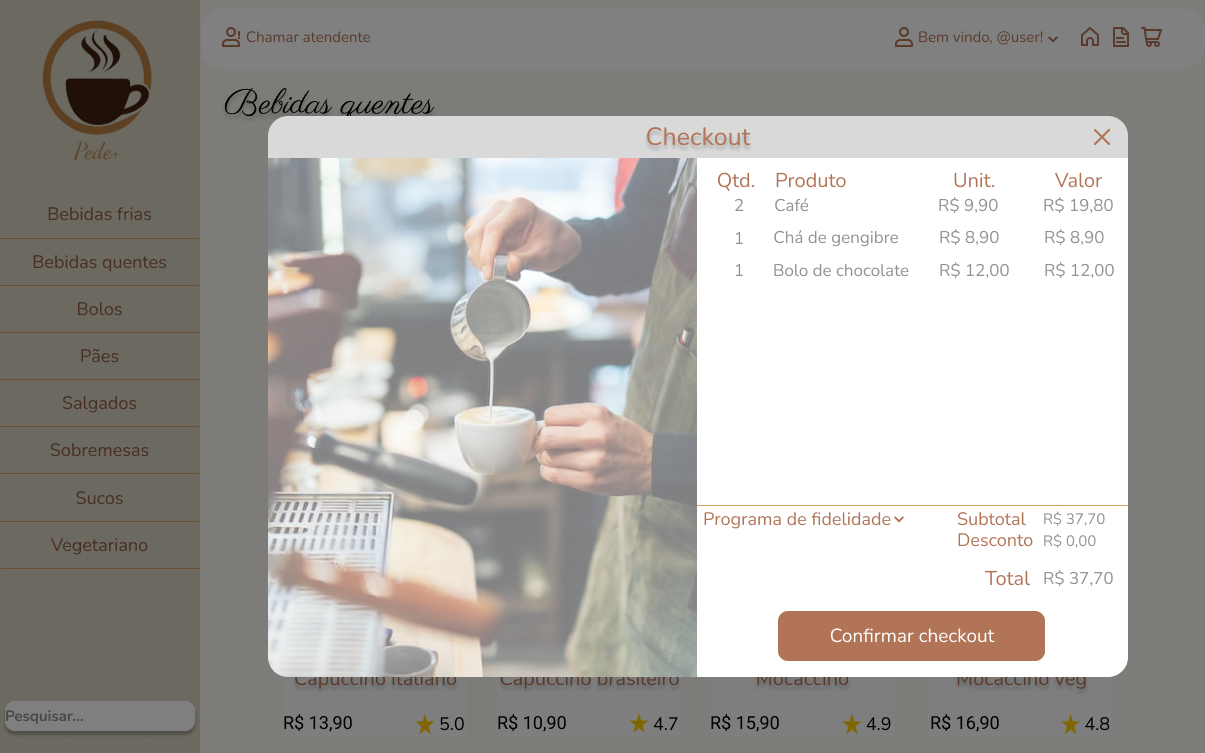 Chamar atendente
Bem vindo, @user!
Pede+
Bebidas quentes
Bebidas frias
Bebidas quentes
Bolos
Pães
Salgados
Sobremesas
Sucos
Vegetariano
Pesquisar...
Checkout
Qtd. Produto Unit. Valor
2 Café R$ 9,90 R$ 19,80
1 Chá de gengibre R$ 8,90 R$ 8,90
1 Bolo de chocolate R$ 12,00 R$ 12,00
Programa de fidelidade
Subtotal R$ 37,70
Desconto R$ 0,00
Total R$ 37,70
Confirmar checkout
Capuccino italiano Capuccino brasileiro Mocaccino Mocaccino veg
R$ 13,90 5.0 R$ 10,90 4.7 R$ 15,90 4.9 R$ 16,90 4.8